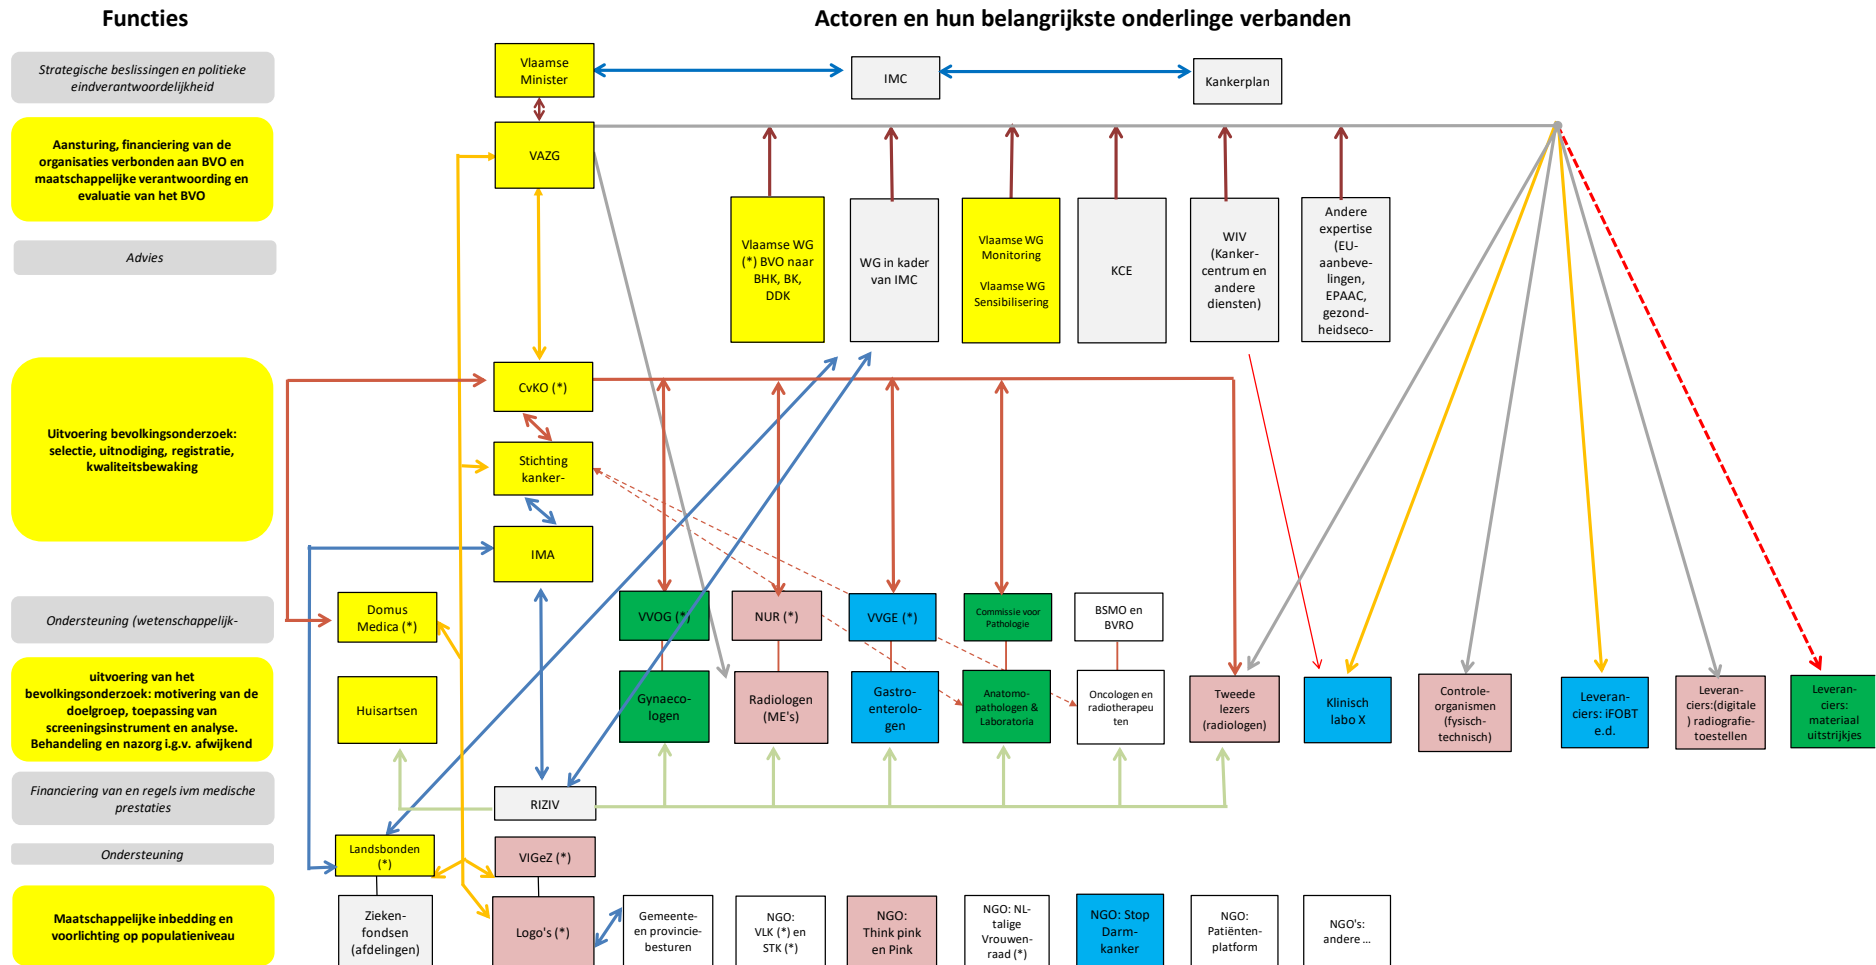 Functies
Actoren en hun belangrijkste onderlinge verbanden
Strategische beslissingen en politieke
eindverantwoordelijkheid
Vlaamse
Minister
IMC
Kankerplan
Aansturing, financiering van de
organisaties verbonden aan BVO en
maatschappelijke verantwoording en
evaluatie van het BVO
VAZG
Advies
Vlaamse WG
(*) BVO naar
BHK, BK,
DDK
WG in kader
van IMC
Vlaamse WG
Monitoring
Vlaamse WG
Sensibilisering
KCE
WIV
(Kanker-
centrum en
andere
diensten)
Andere
expertise
(EU-
aanbeve-
lingen,
EPAAC,
gezond-
heidseco-
Uitvoering bevolkingsonderzoek:
selectie, uitnodiging, registratie,
kwaliteitsbewaking
CvKO (*)
Stichting
kanker-
IMA
Ondersteuning (wetenschappelijk-
Domus
Medica (*)
VVOG (*)
NUR (*)
VVGE (*)
Commissie voor
Pathologie
BSMO en
BVRO
uitvoering van het
bevolkingsonderzoek: motivering van de
doelgroep, toepassing van
screeningsinstrument en analyse.
Behandeling en nazorg i.g.v. afwijkend
Huisartsen
Gynaeco-
logen
Radiologen
(ME's)
Gastro-
enterolo-
gen
Anatomo-
pathologen &
Laboratoria
Oncologen en
radiotherapeu
ten
Tweede
lezers
(radiologen)
Klinisch
labo X
Controle-
organismen
(fysisch-
technisch)
Leveran-
ciers: iFOBT
e.d.
Leveran-
ciers:(digitale
) radiografie-
toestellen
Leveran-
ciers:
materiaal
uitstrijkjes
Financiering van en regels ivm medische
prestaties
RIZIV
Ondersteuning
Landsbonden
(*)
VIGeZ (*)
Maatschappelijke inbedding en
voorlichting op populatieniveau
Zieken-
fondsen
(afdelingen)
Logo's (*)
Gemeente-
en provincie-
besturen
NGO:
VLK (*) en
STK (*)
NGO:
Think pink
en Pink
NGO: NL-
talige
Vrouwen-
raad (*)
NGO: Stop
Darm-
kanker
NGO:
Patiënten-
platform
NGO's:
andere ...